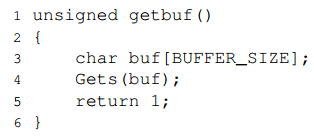 1 unsigned getbuf()
2 {
3     char buf[BUFFER_SIZE];
4     Gets(buf);
5     return 1;
6 }